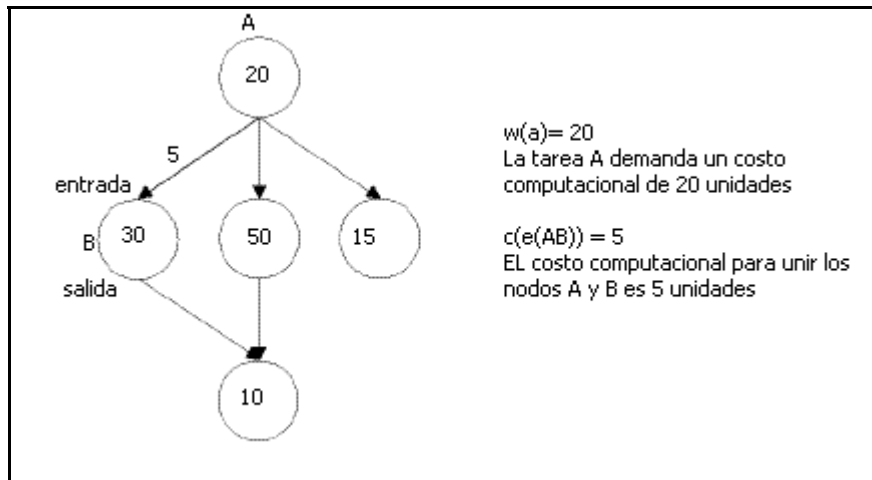 A
20
5
entrada
B
30
50
15
salida
10
w(a)= 20
La tarea A demanda un costo
computacional de 20 unidades
c(e(AB)) = 5
EL costo computacional para unir los
nodos A y B es 5 unidades